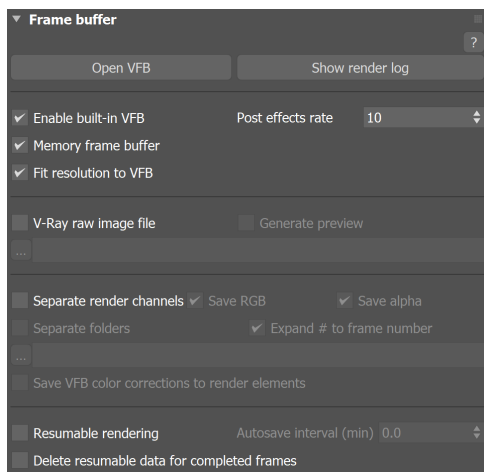 Frame buffer
?
Open VFB Show render log
Enable built-in VFB Post effects rate 10
Memory frame buffer
Fit resolution to VFB
V-Ray raw image file Generate preview
...
Separate render channels Save RGB Save alpha
Separate folders Expand # to frame number
...
Save VFB color corrections to render elements
Resumable rendering Autosave interval (min) 0.0
Delete resumable data for completed frames